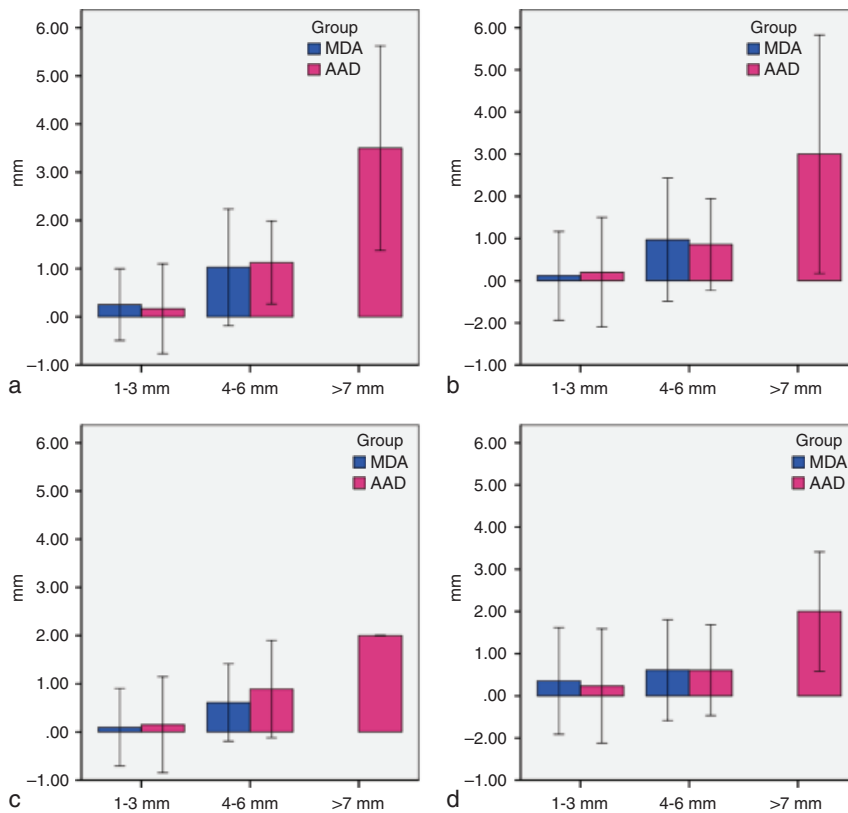 Group
MDA
AAD
6.00
5.00
4.00
3.00
2.00
1.00
.00
–1.00
mm
1-3 mm
4-6 mm
>7 mm
a
Group
MDA
AAD
6.00
5.00
4.00
3.00
2.00
1.00
.00
–2.00
–1.00
mm
1-3 mm
4-6 mm
>7 mm
b
Group
MDA
AAD
6.00
5.00
4.00
3.00
2.00
1.00
.00
–1.00
mm
1-3 mm
4-6 mm
>7 mm
c
Group
MDA
AAD
6.00
5.00
4.00
3.00
2.00
1.00
.00
–2.00
–1.00
mm
1-3 mm
4-6 mm
>7 mm
d